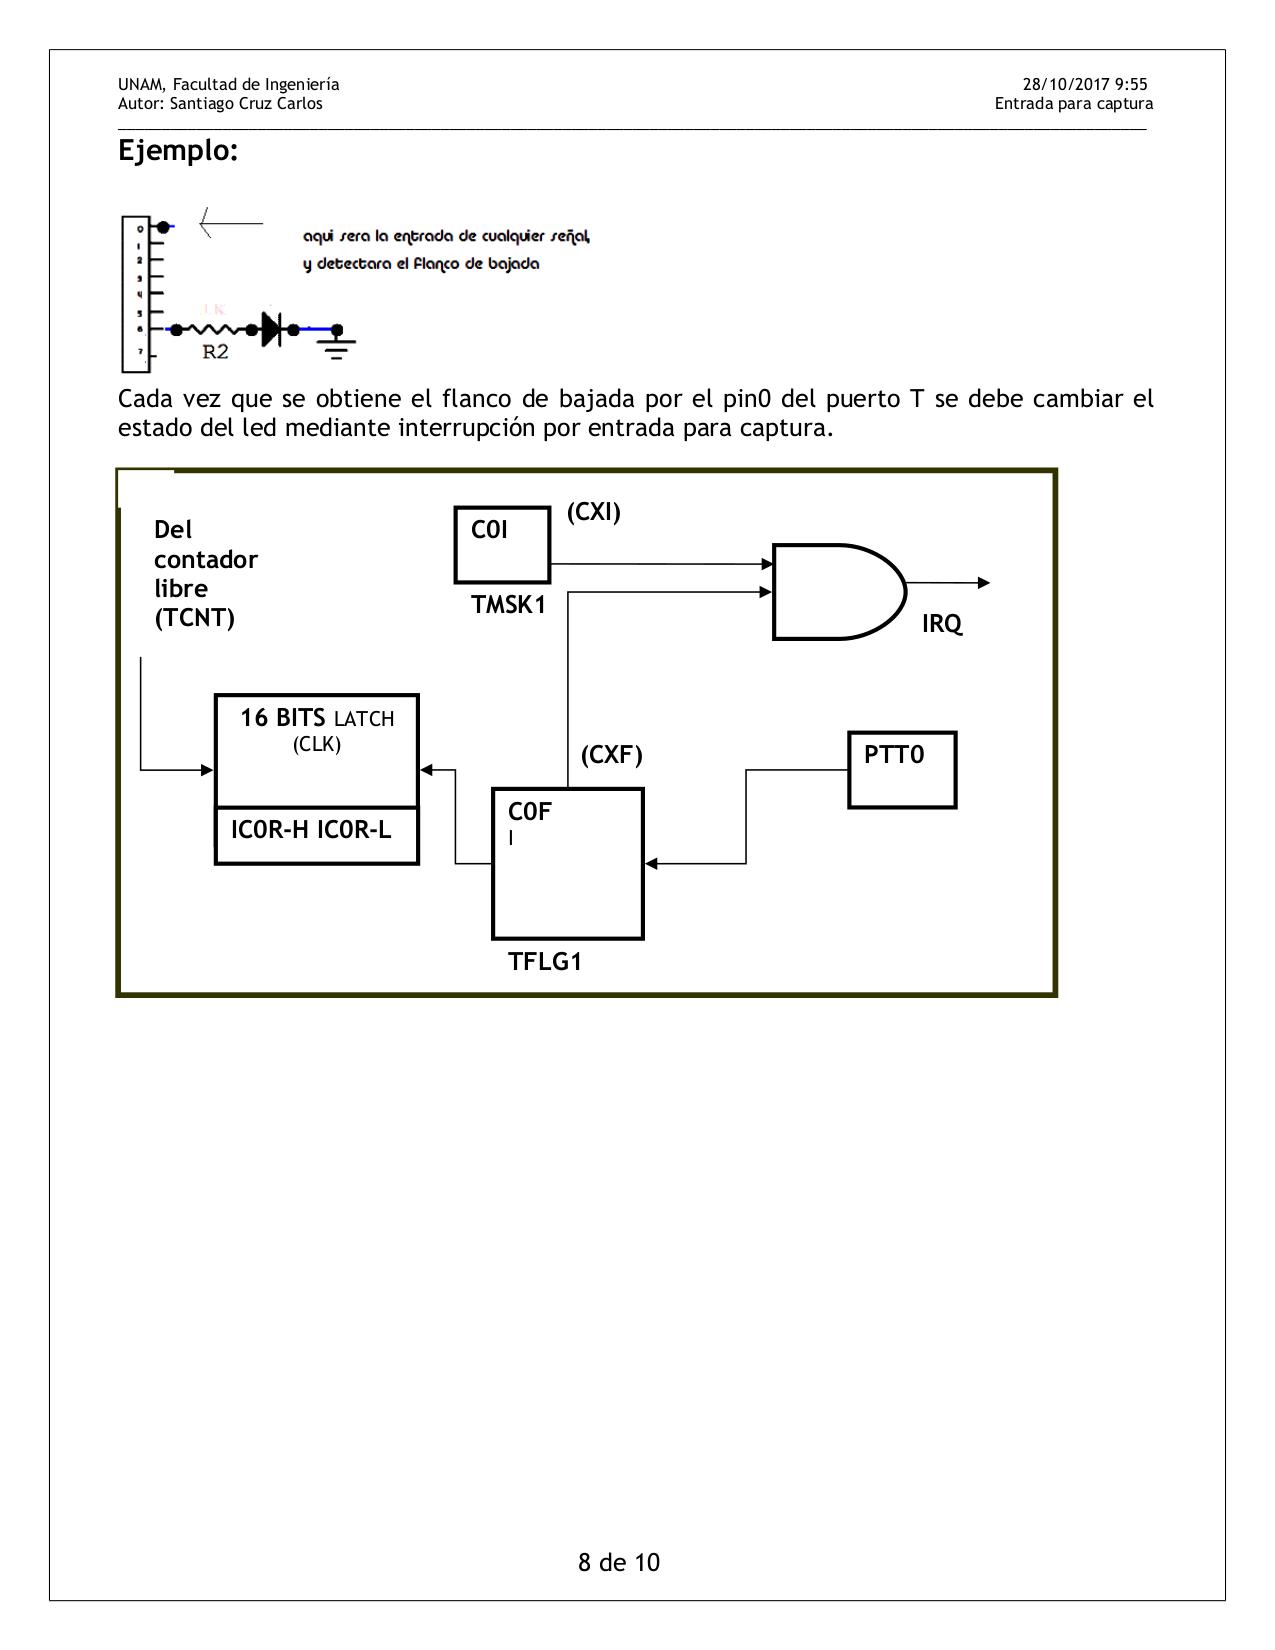 UNAM, Facultad de Ingeniería 28/10/2017 9:55
Autor: Santiago Cruz Carlos Entrada para captura
Ejemplo:
0
1
2
3
4
5
6
7
aqui sera la entrada de cualquier señal,
y detectara el flanco de bajada
1K
R2
Cada vez que se obtiene el flanco de bajada por el pin0 del puerto T se debe cambiar el
estado del led mediante interrupción por entrada para captura.
Del
contador
libre
(TCNT)
C0I
(CXI)
TMSK1
IRQ
16 BITS LATCH
(CLK)
IC0R-H IC0R-L
(CXF)
C0F
I
TFLG1
PTT0
8 de 10